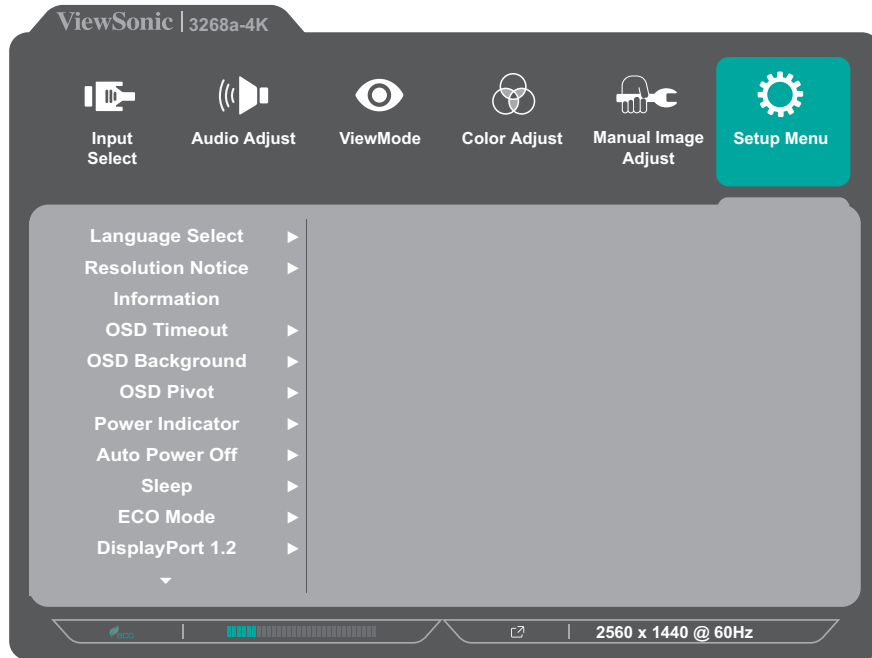 ViewSonic | 3268a-4K
Input
Select
Audio Adjust
ViewMode
Color Adjust
Manual Image
Adjust
Setup Menu
Language Select
Resolution Notice
Information
OSD Timeout
OSD Background
OSD Pivot
Power Indicator
Auto Power Off
Sleep
ECO Mode
DisplayPort 1.2
eco
2560 x 1440 @ 60Hz